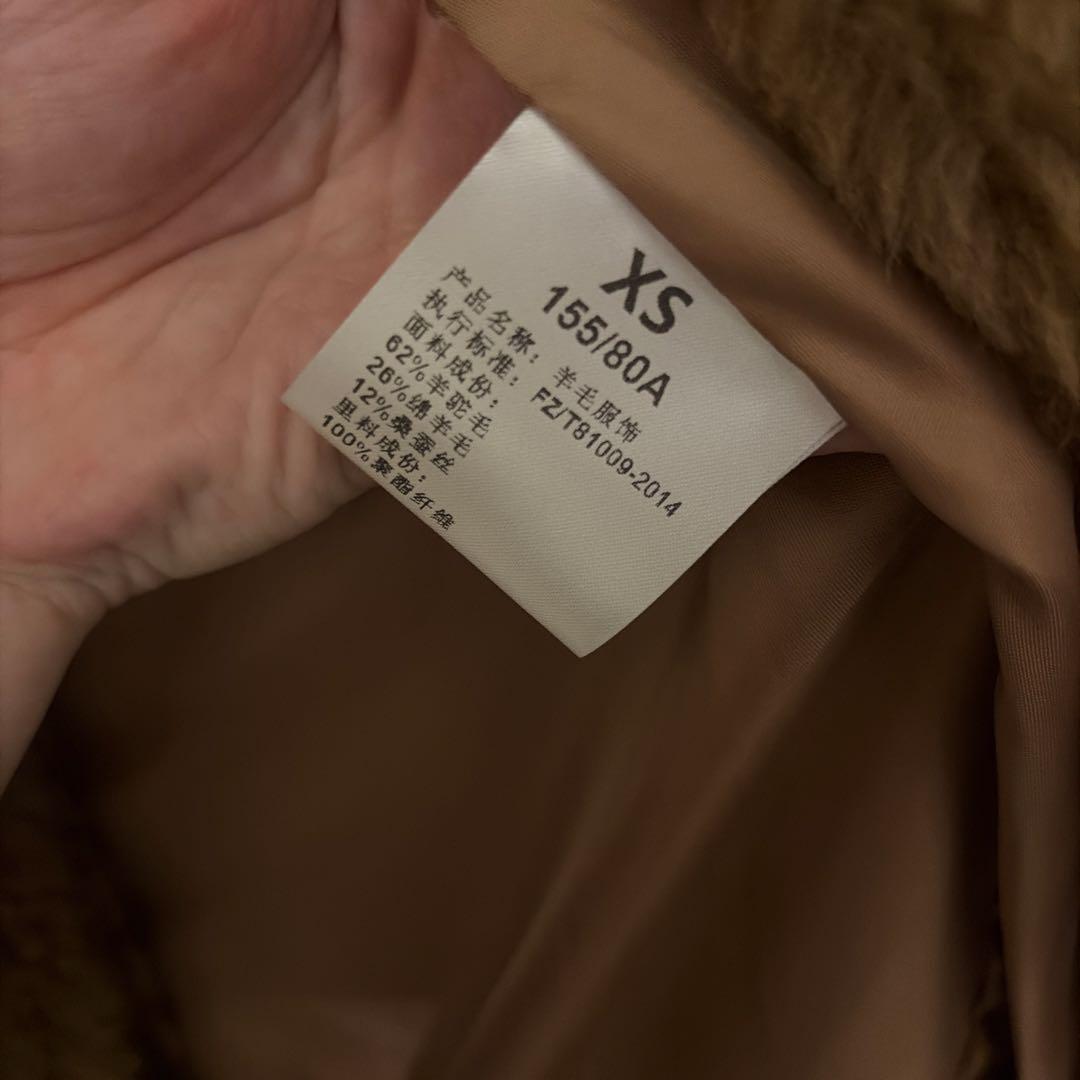 XS
155/80A
产品名称：羊毛服饰
执行标准：FZ/T81009-2014
面料成份：
62%羊驼毛
26%绵羊毛
12%桑蚕丝
里料成份：
100%聚酯纤维